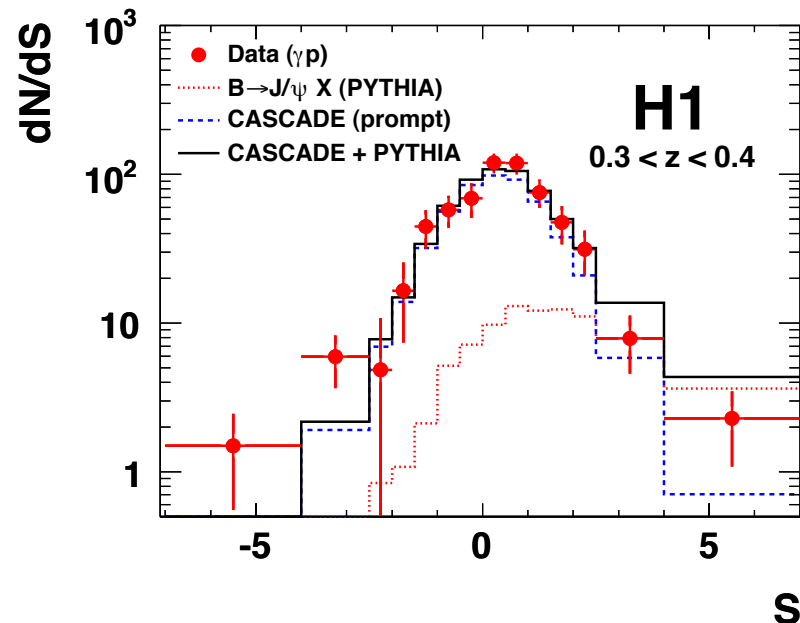 dN/dS
10³
10²
10
1
Data (γp)
B→J/ψ X (PYTHIA)
CASCADE (prompt)
CASCADE + PYTHIA
H1
0.3 < z < 0.4
-5 0 5
S